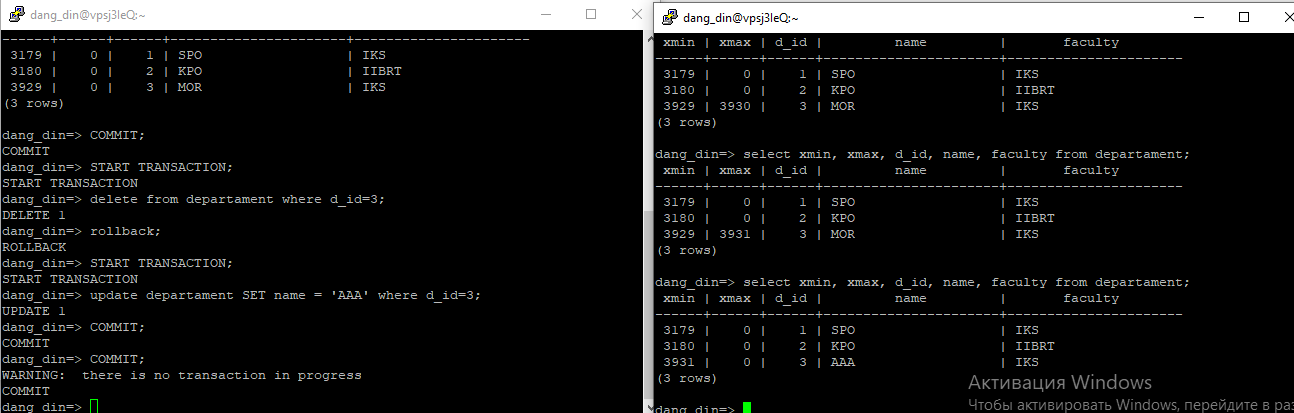 dang_din@vpsj3leQ:~
------+------+------+----------------------+-----------------------
 3179 |    0 |    1 | SPO                  | IKS
 3180 |    0 |    2 | KPO                  | IIBRT
 3929 |    0 |    3 | MOR                  | IKS
(3 rows)
dang_din=> COMMIT;
COMMIT
dang_din=> START TRANSACTION;
START TRANSACTION
dang_din=> delete from departament where d_id=3;
DELETE 1
dang_din=> rollback;
ROLLBACK
dang_din=> START TRANSACTION;
START TRANSACTION
dang_din=> update departament SET name = 'AAA' where d_id=3;
UPDATE 1
dang_din=> COMMIT;
COMMIT
dang_din=> COMMIT;
WARNING:  there is no transaction in progress
COMMIT
dang_din=>
dang_din@vpsj3leQ:~
 xmin | xmax | d_id |         name         |       faculty
------+------+------+----------------------+----------------------
 3179 |    0 |    1 | SPO                  | IKS
 3180 |    0 |    2 | KPO                  | IIBRT
 3929 | 3930 |    3 | MOR                  | IKS
(3 rows)
dang_din=> select xmin, xmax, d_id, name, faculty from departament;
 xmin | xmax | d_id |         name         |       faculty
------+------+------+----------------------+----------------------
 3179 |    0 |    1 | SPO                  | IKS
 3180 |    0 |    2 | KPO                  | IIBRT
 3929 | 3931 |    3 | MOR                  | IKS
(3 rows)
dang_din=> select xmin, xmax, d_id, name, faculty from departament;
 xmin | xmax | d_id |         name         |       faculty
------+------+------+----------------------+----------------------
 3179 |    0 |    1 | SPO                  | IKS
 3180 |    0 |    2 | KPO                  | IIBRT
 3931 |    0 |    3 | AAA                  | IKS
(3 rows)
dang_din=>
Активация Windows
Чтобы активировать Windows, перейдите в раз